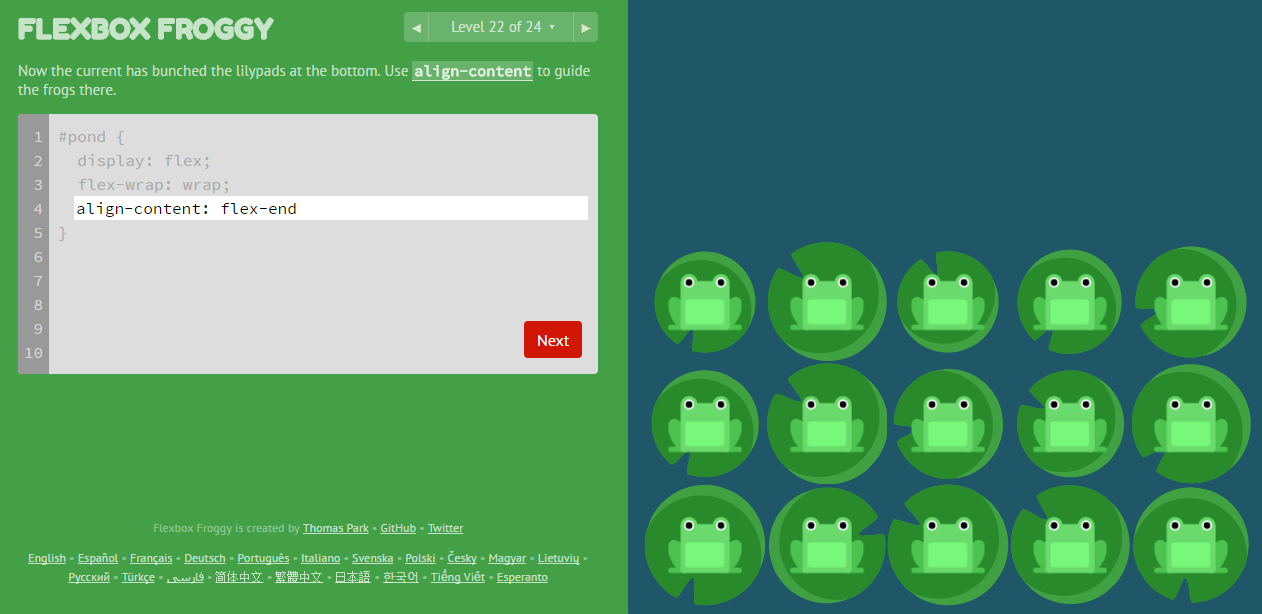 FLEXBOX FROGGY
◀ Level 22 of 24 ▾ ▶
Now the current has bunched the lilypads at the bottom. Use align-content to guide
the frogs there.
1 #pond {
2 display: flex;
3 flex-wrap: wrap;
4 align-content: flex-end
5 }
6
7
8
9
10
Next
Flexbox Froggy is created by Thomas Park • GitHub • Twitter
English • Español • Français • Deutsch • Português • Italiano • Svenska • Polski • Česky • Magyar • Lietuvių •
Русский • Türkçe • فارسی • 简体中文 • 繁體中文 • 日本語 • 한국어 • Tiếng Việt • Esperanto